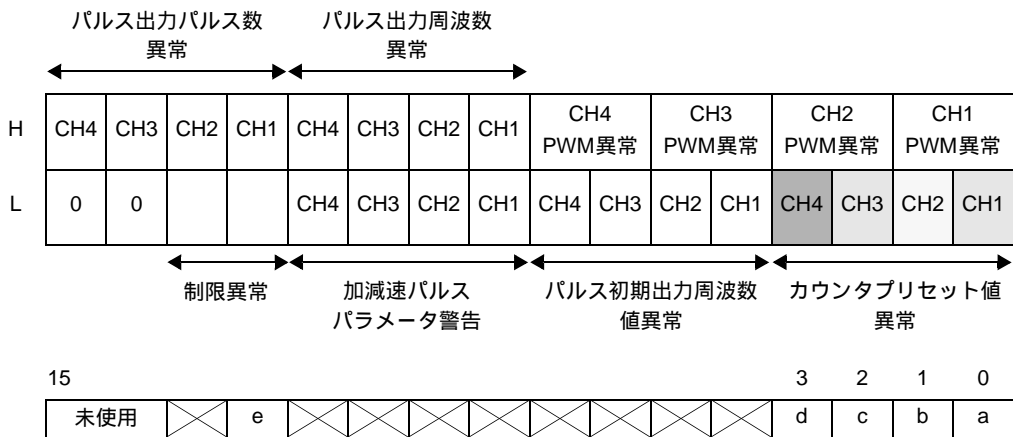 パルス出力パルス数 パルス出力周波数
異常 異常
H CH4 CH3 CH2 CH1 CH4 CH3 CH2 CH1 CH4 CH3 CH2 CH1
PWM異常 PWM異常 PWM異常 PWM異常
L 0 0 CH4 CH3 CH2 CH1 CH4 CH3 CH2 CH1 CH4 CH3 CH2 CH1
制限異常 加減速パルス パルス初期出力周波数 カウンタプリセット値
パラメータ警告 値異常 異常
15 3 2 1 0
未使用 e d c b a